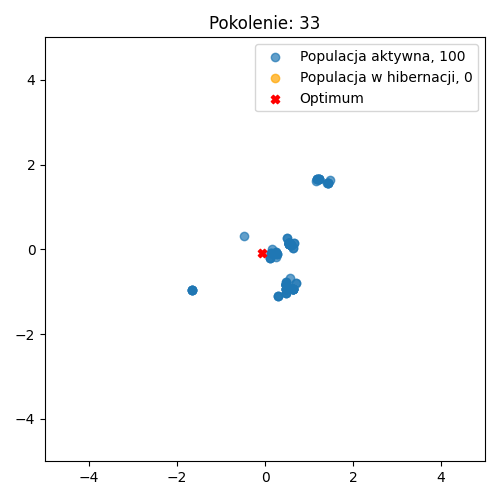 Pokolenie: 33
Populacja aktywna, 100
Populacja w hibernacji, 0
Optimum
4
2
0
−2
−4
−4
−2
0
2
4